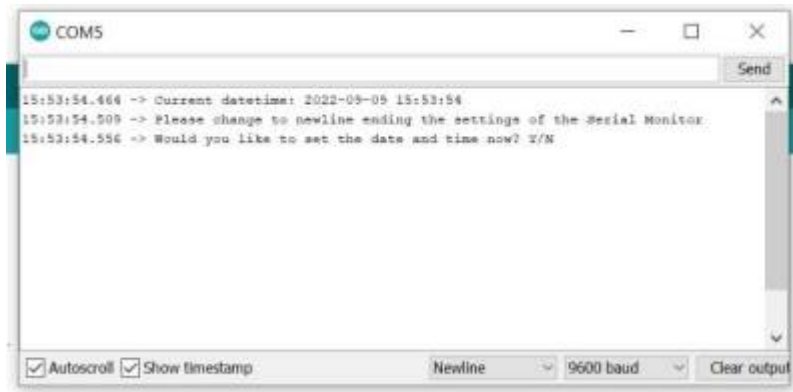 COM5
Send
15:53:54.464 -> Current datetime: 2022-09-05 15:53:54
15:53:54.509 -> Please change to newline ending the settings of the Serial Monitor
15:53:54.556 -> Would you like to set the date and time now? Y/N
Autoscroll Show timestamp Newline 9600 baud Clear output